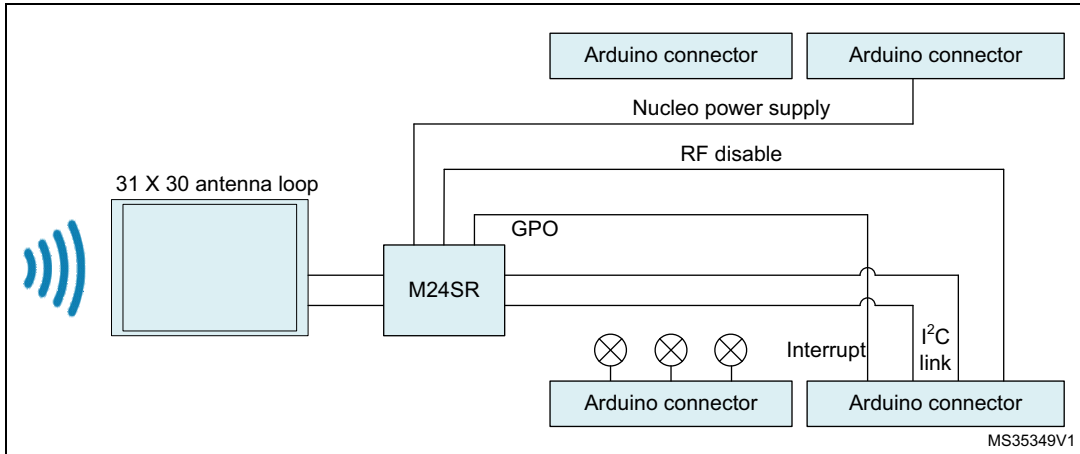 Arduino connector
Arduino connector
Nucleo power supply
RF disable
31 X 30 antenna loop
GPO
M24SR
Interrupt
I²C
link
Arduino connector
Arduino connector
MS35349V1